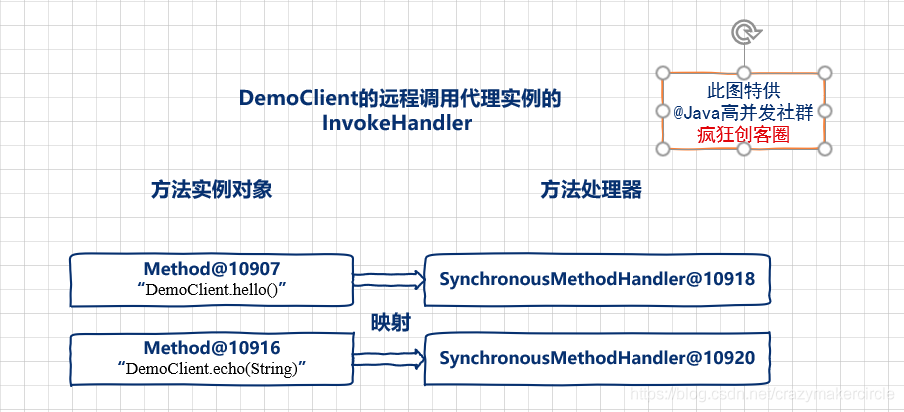 DemoClient的远程调用代理实例的
InvokeHandler
此图特供
@Java高并发社群
疯狂创客圈
方法实例对象
方法处理器
Method@10907
“DemoClient.hello()”
SynchronousMethodHandler@10918
映射
Method@10916
“DemoClient.echo(String)”
SynchronousMethodHandler@10920
https://blog.csdn.net/crazymakercircle